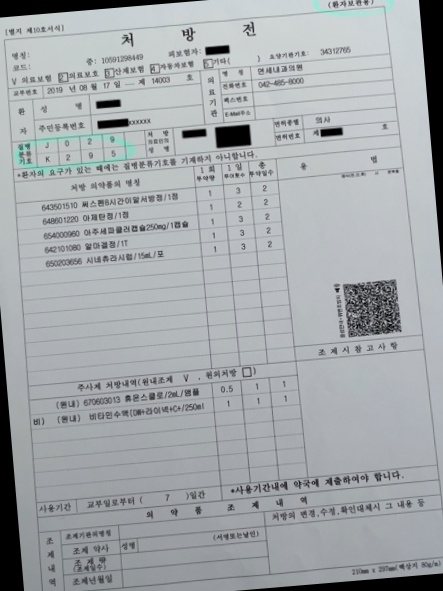 (환자보관용)
[별지 제10호서식]
처 방 전
명칭: 피보험자:
코드: 증: 10591298449 요양기관기호: 34312765
V 의료보험 2 의료보호 3 산재보험 4 자동차보험 5 기타( )
교부번호 2019 년 08 월 17 일 제 14003 호
의료기관 명 칭 연세내과의원
전화번호 042-485-8000
팩스번호
E-Mail주소
환자 성 명
주민등록번호 xxxxxx
질병분류기호 J 0 2 9
K 2 9 5
처방의료인의성명
면허종별 의사
면허번호 제 호
*환자의 요구가 있는 때에는 질병분류기호를 기재하지 아니합니다.
처방 의약품의 명칭 1회투약량 1일투여횟수 총투약일수 용 법
643501510 써스펜8시간이알서방정/1정 1 3 2
648601220 아제탄정/1정 1 2 2
654000960 아주세파클러캡슐250mg/1캡슐 1 3 2
642101080 알마겔정/1T 1 3 2
650203656 시네츄라시럽/15mL/포 1 3 2
주사제 처방내역(원내조제 V , 원외처방 □) 조제시참고사항
(원내) 670603013 휴온스클로/2mL/앰플 0.5 1 1
비) (원내) 비타민수액(DW+라이넥+C+/250ml 1 1 1
사용기간 교부일로부터 ( 7 )일간 *사용기간내에 약국에 제출하여야 합니다.
의 약 품 조 제 내 역
조제내역 조제기관의명칭 처방의 변경,수정,확인대체시 그 내용 등
조제 약사 성명 (서명또는날인)
조제 량
(조제일수)
조제년월일
210mm x 297mm(백상지 80g/m)